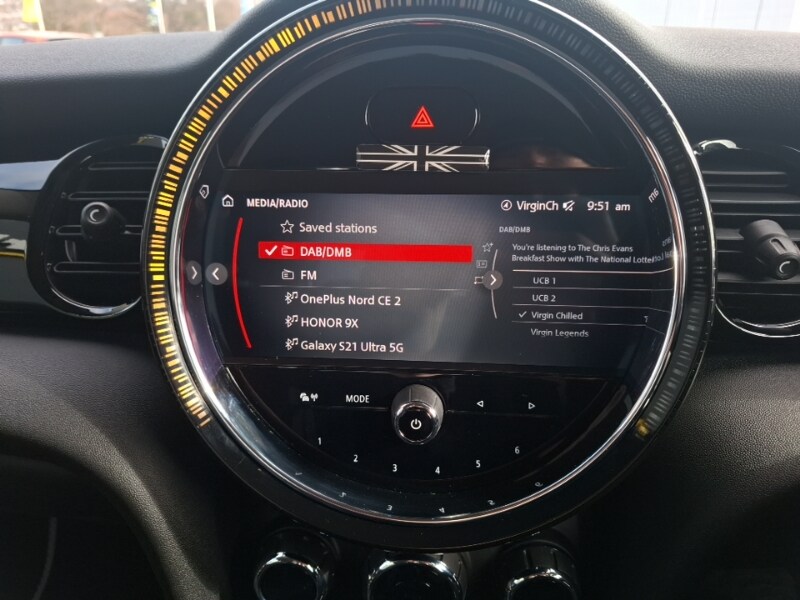 MEDIA/RADIO
VirginCh 9:51 am
Saved stations
DAB/DMB
FM
OnePlus Nord CE 2
HONOR 9X
Galaxy S21 Ultra 5G
DAB/DMB
You're listening to The Chris Evans
Breakfast Show with The National Lotte
UCB 1
UCB 2
Virgin Chilled
Virgin Legends
MODE
1 2 3 4 5 6